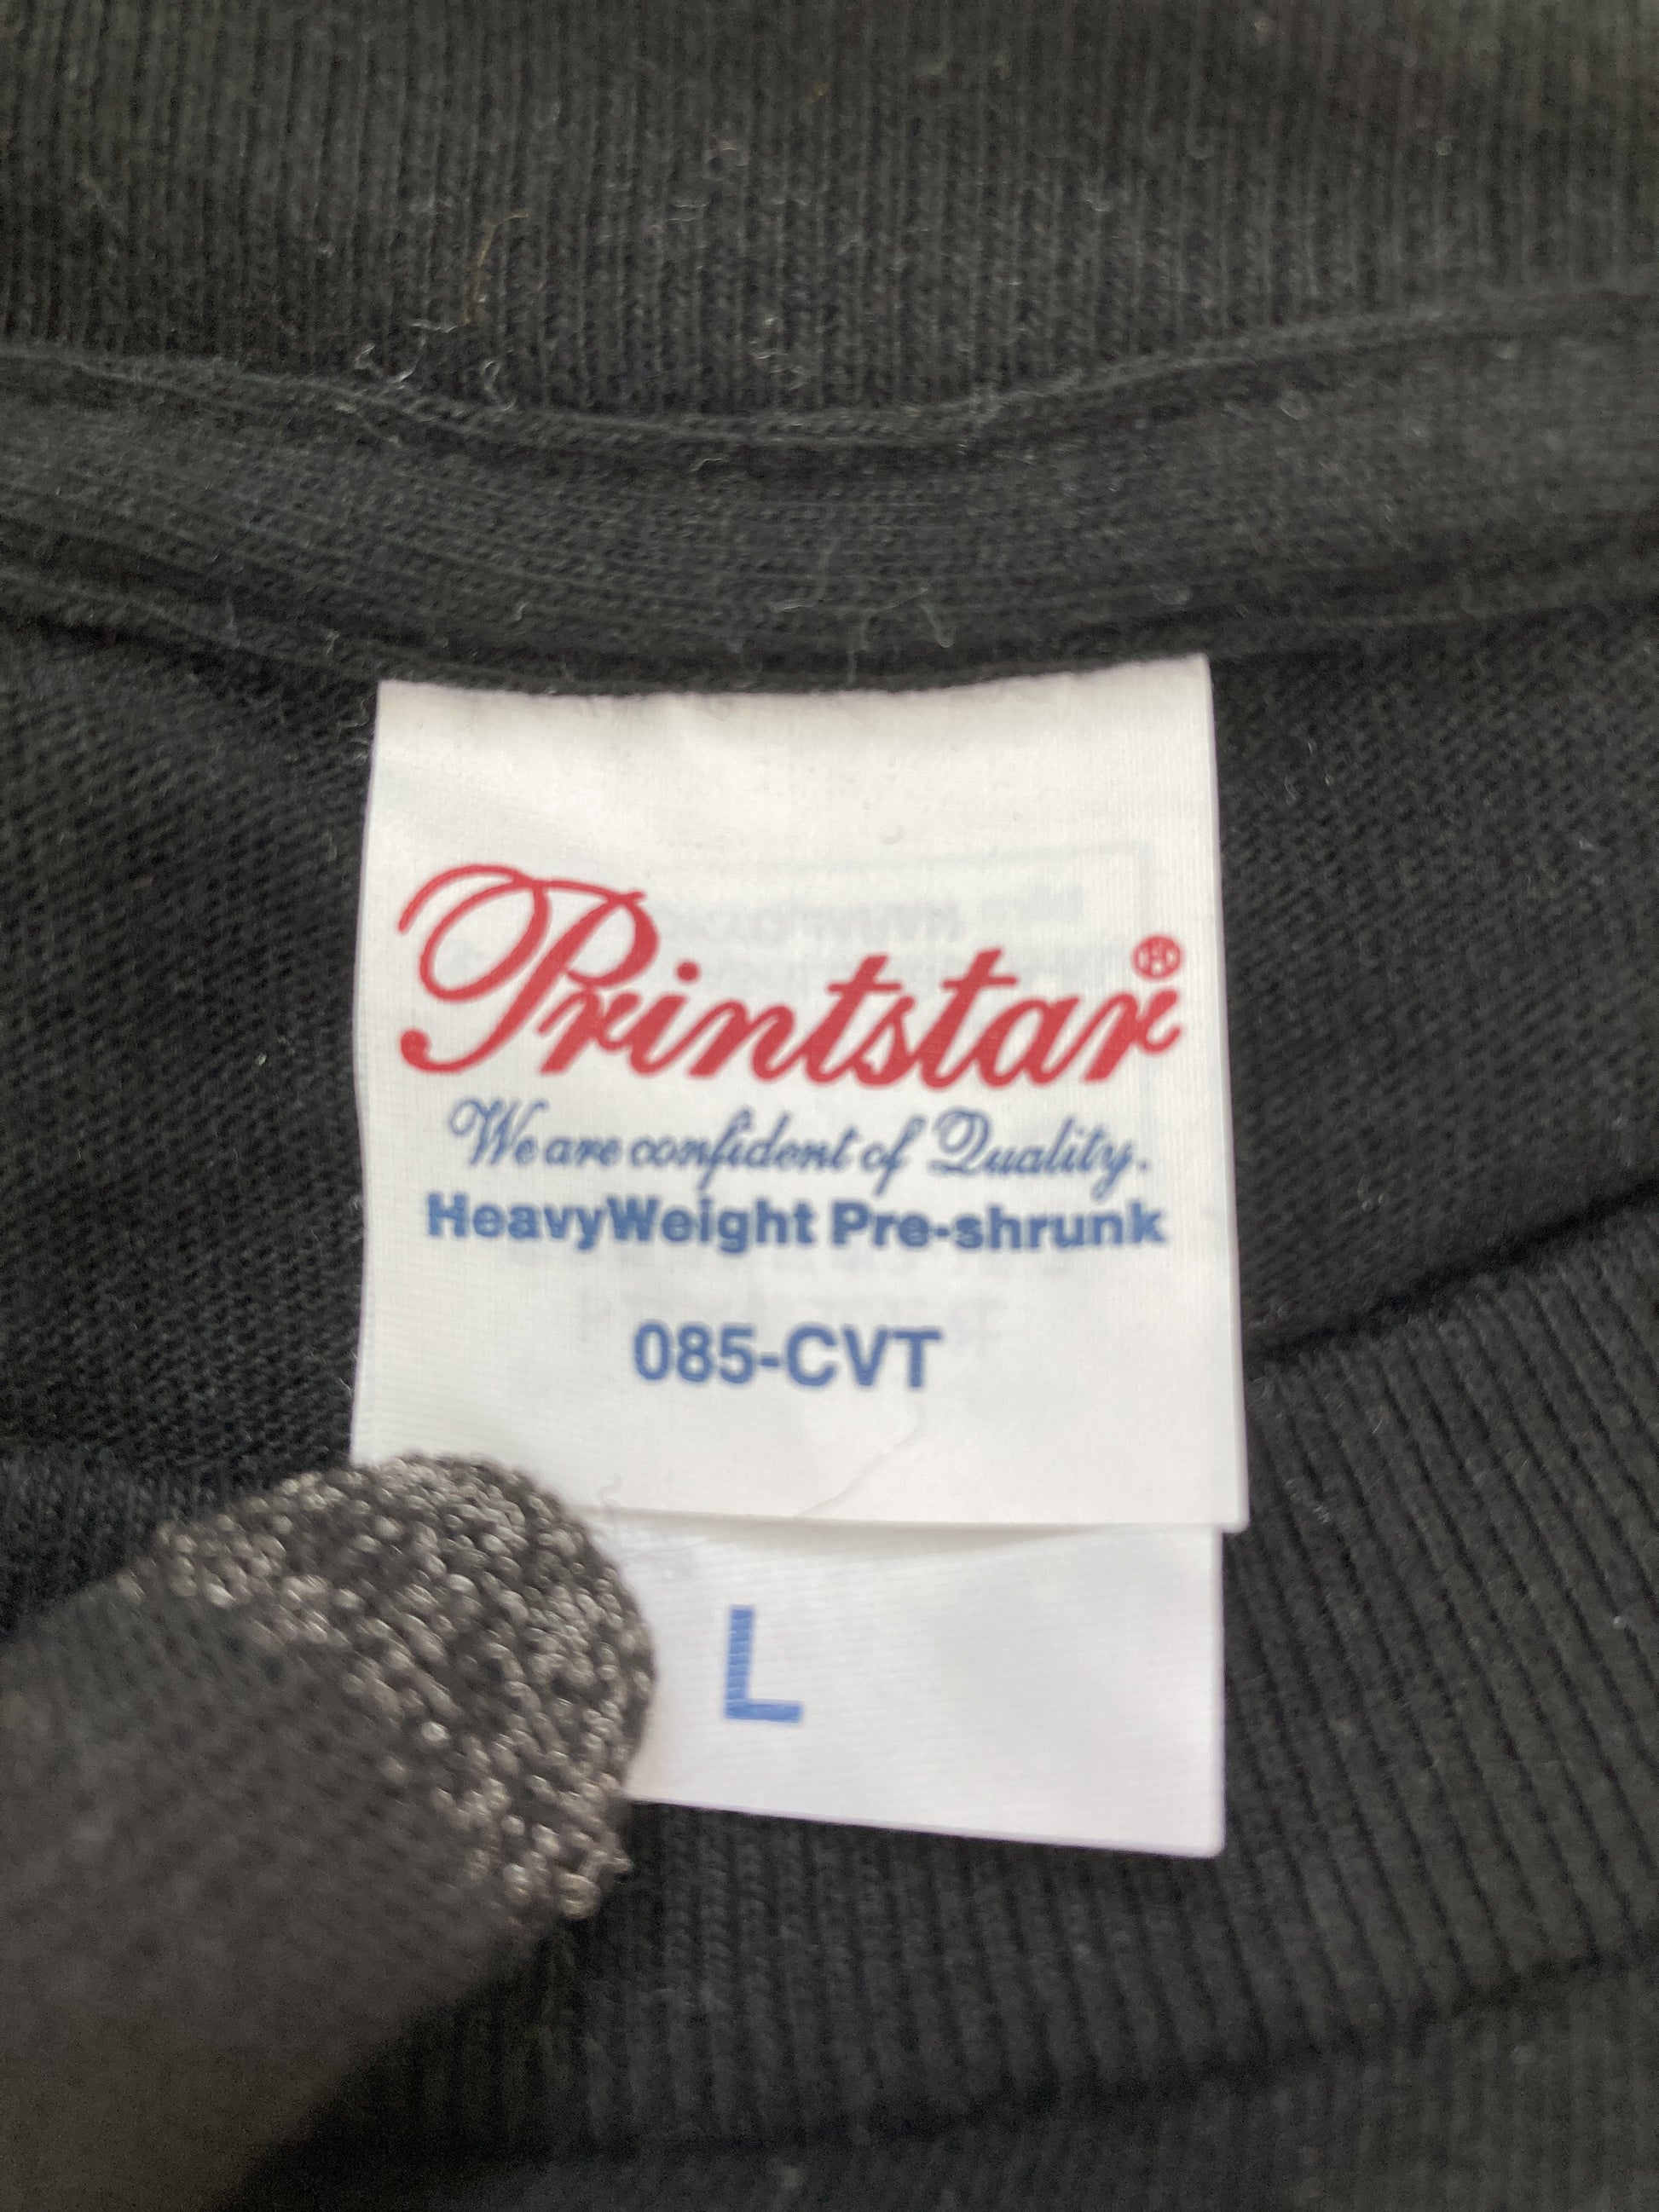 Printstar®
We are confident of Quality.
HeavyWeight Pre-shrunk
085-CVT
L